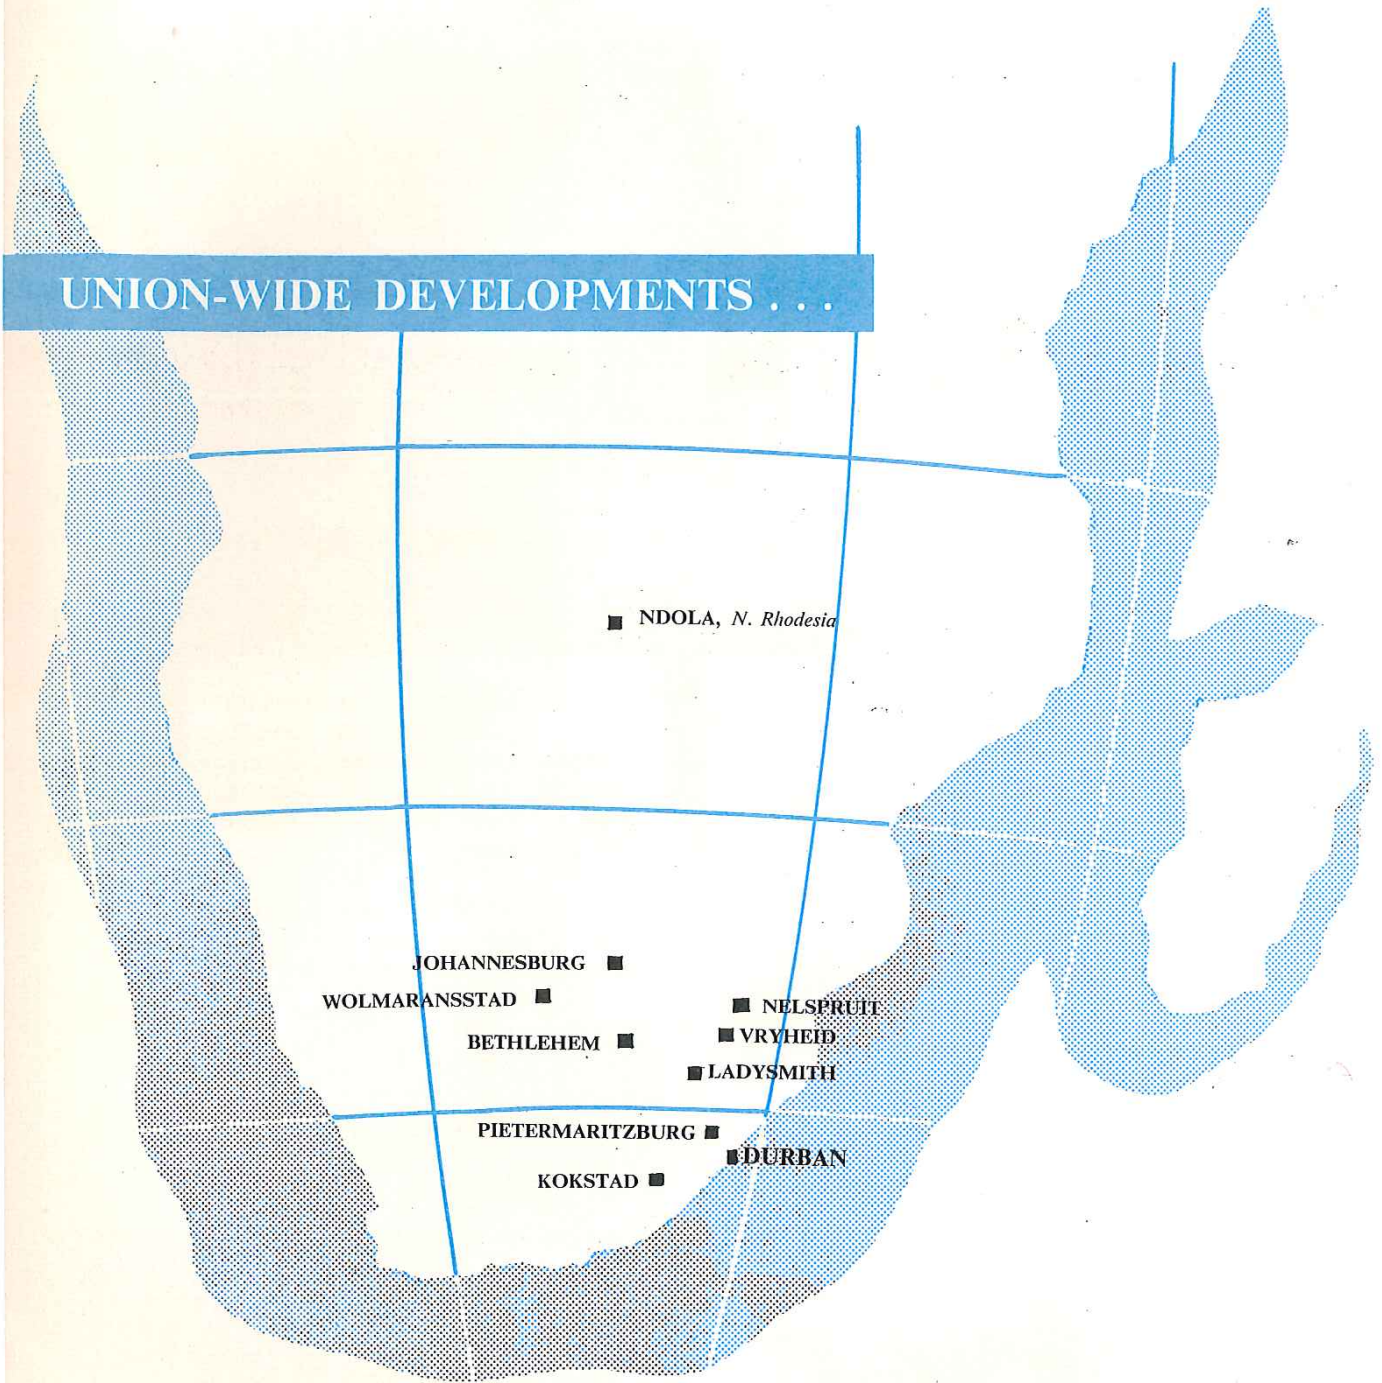 UNION-WIDE DEVELOPMENTS . . .
NDOLA, N. Rhodesia
JOHANNESBURG
WOLMARANSSTAD
NELSPRUIT
VRYHEID
BETHLEHEM
LADYSMITH
PIETERMARITZBURG
DURBAN
KOKSTAD